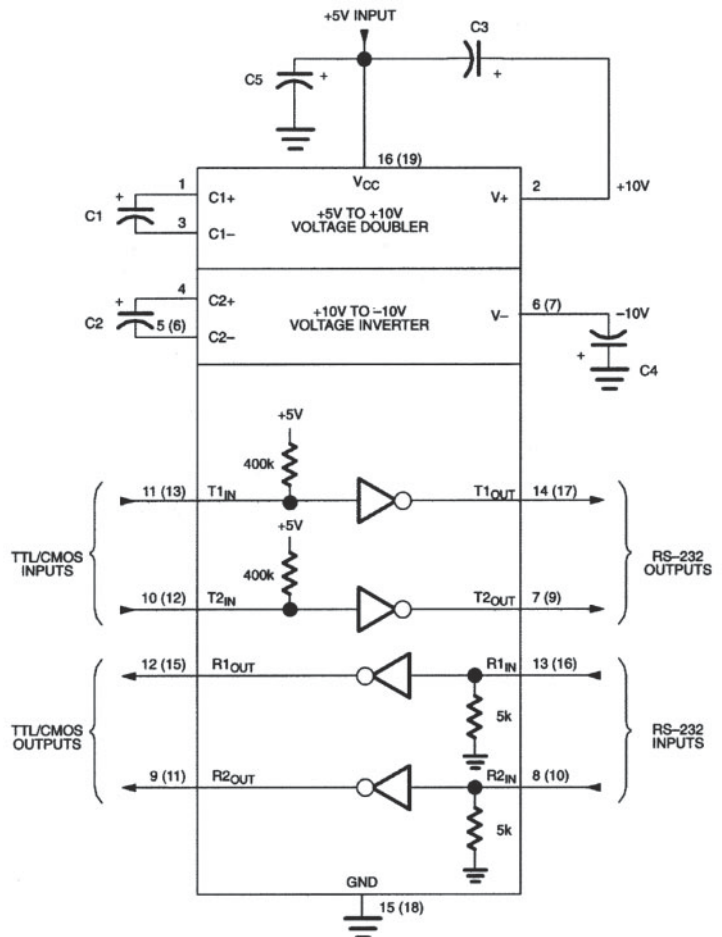 +5V INPUT
C3
C5
+
+
16 (19)
VCC
1
C1+
V+
2
+10V
+
C1
3
C1–
+5V TO +10V
VOLTAGE DOUBLER
4
C2+
+
C2
5 (6)
C2–
+10V TO –10V
VOLTAGE INVERTER
V–
6 (7)
–10V
+
C4
+5V
400k
11 (13)
T1IN
T1OUT
14 (17)
+5V
400k
TTL/CMOS
INPUTS
RS–232
OUTPUTS
10 (12)
T2IN
T2OUT
7 (9)
12 (15)
R1OUT
R1IN
13 (16)
5k
TTL/CMOS
OUTPUTS
RS–232
INPUTS
9 (11)
R2OUT
R2IN
8 (10)
5k
GND
15 (18)